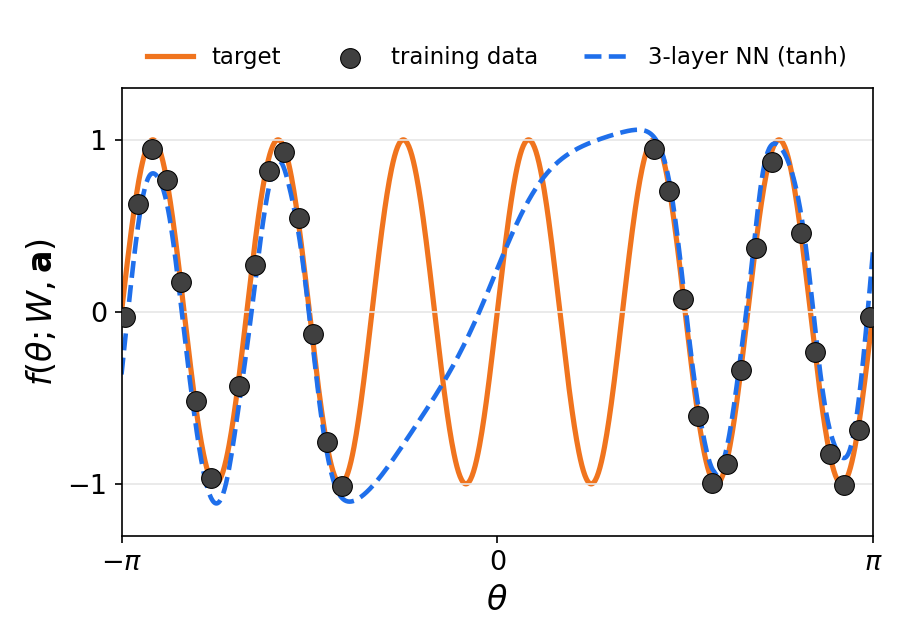 target
training data
3-layer NN (tanh)
f(θ; W, a)
1
0
−1
−π
0
π
θ